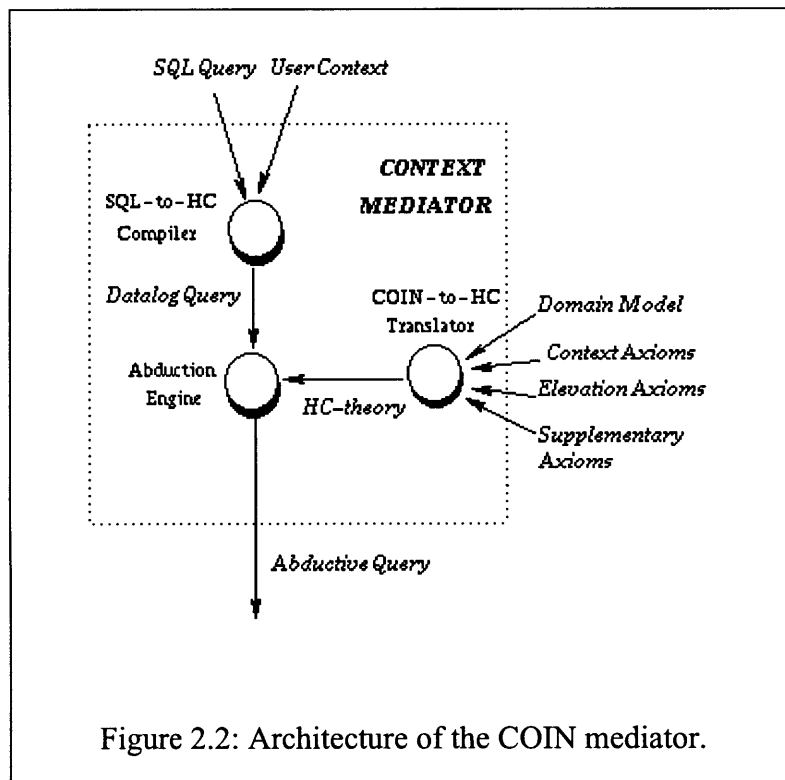 SQL Query User Context
CONTEXT
MEDIATOR
SQL-to-HC
Compiler
Datalog Query
COIN-to-HC
Translator
Domain Model
Context Axioms
Abduction
Engine
HC-theory
Elevation Axioms
Supplementary
Axioms
Abductive Query
Figure 2.2: Architecture of the COIN mediator.